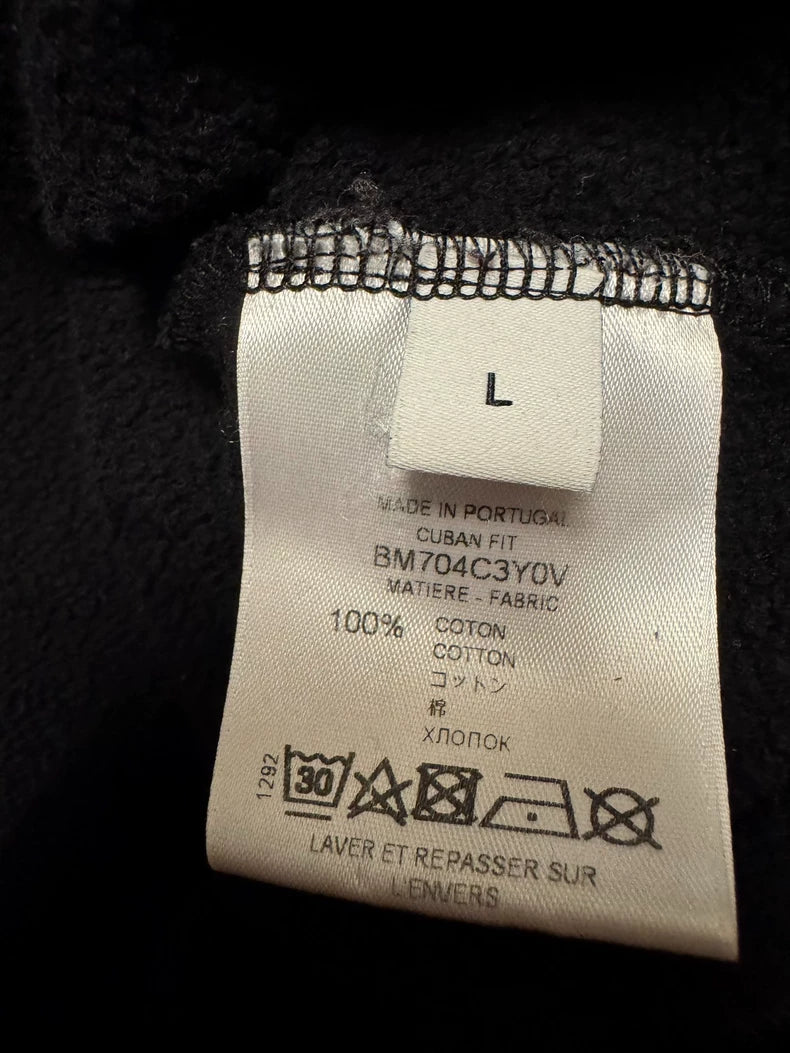 L
MADE IN PORTUGAL
CUBAN FIT
BM704C3Y0V
MATIERE - FABRIC
100% COTON
COTTON
コットン
棉
ХЛОПОК
1292
30
LAVER ET REPASSER SUR
L'ENVERS